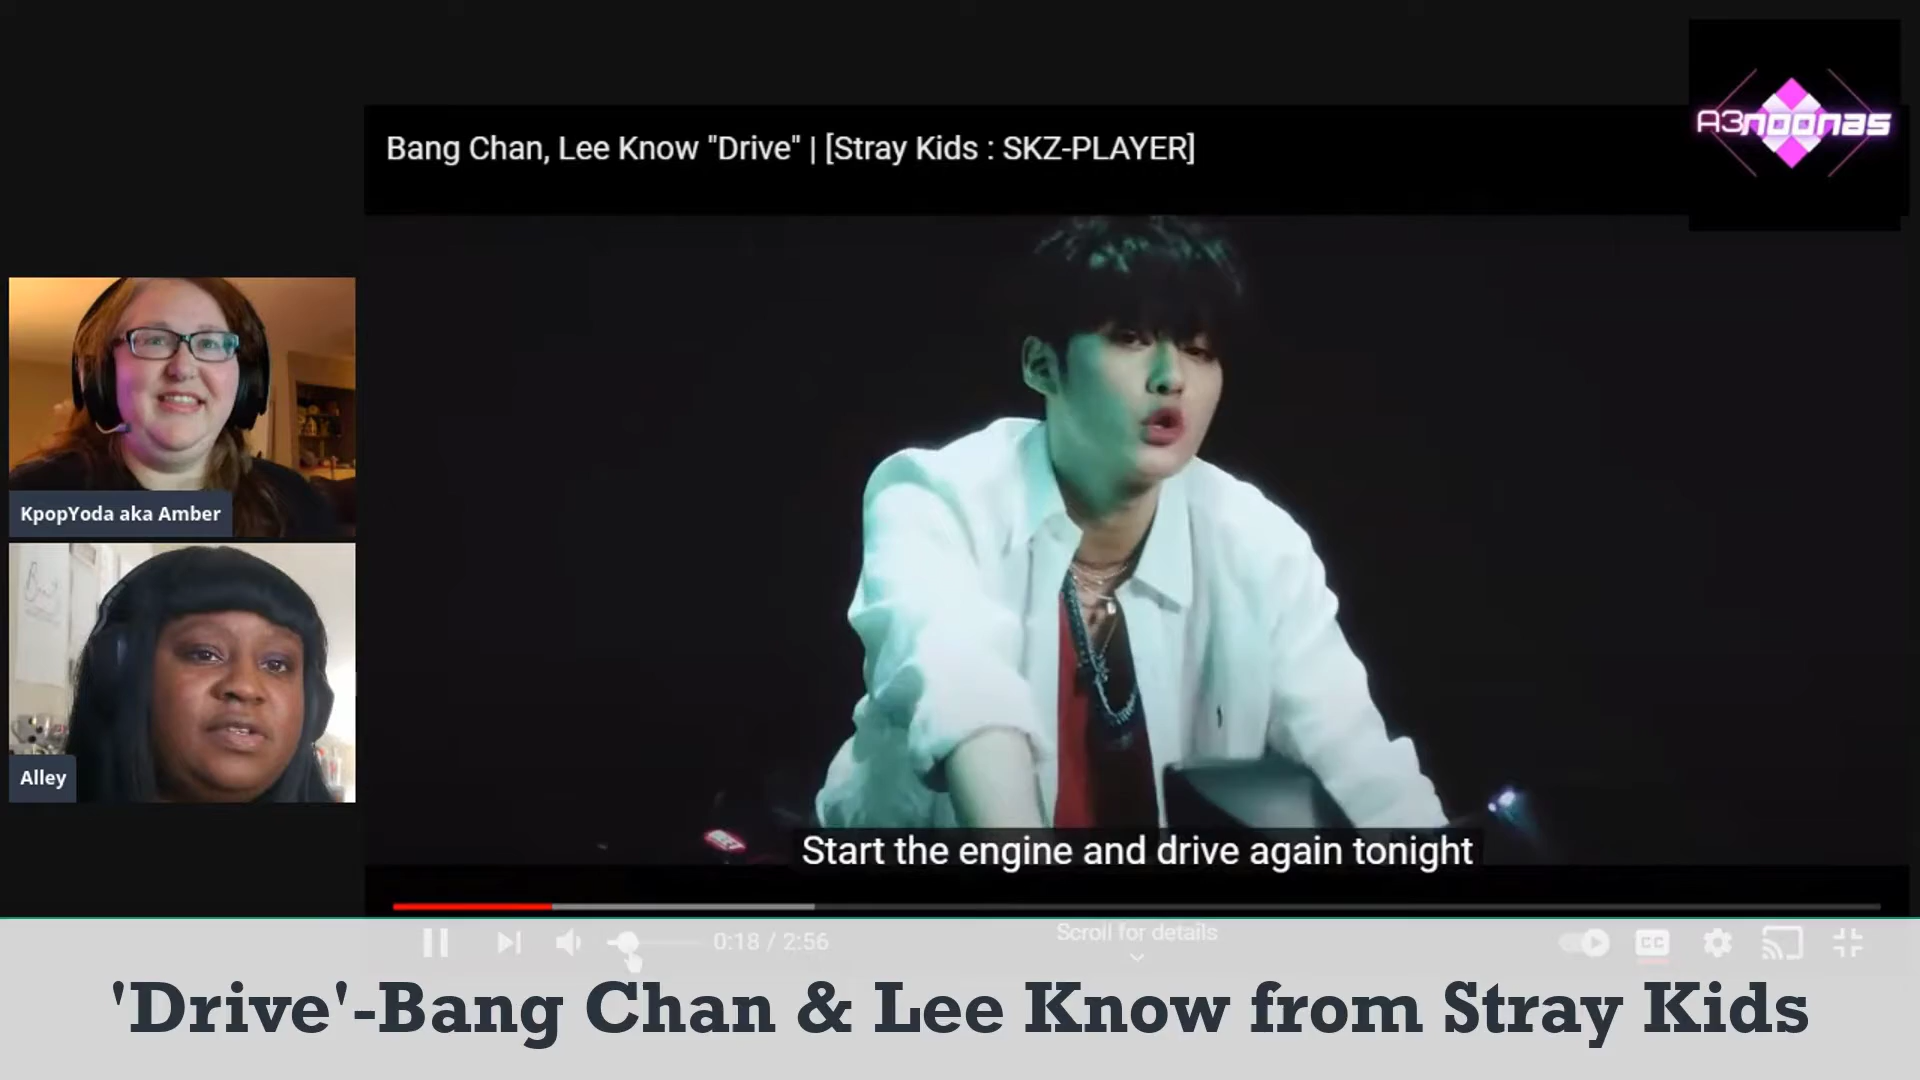 A3noonas
Bang Chan, Lee Know "Drive" | [Stray Kids : SKZ-PLAYER]
KpopYoda aka Amber
Alley
Start the engine and drive again tonight
0:18 / 2:56
Scroll for details
CC
'Drive'-Bang Chan & Lee Know from Stray Kids